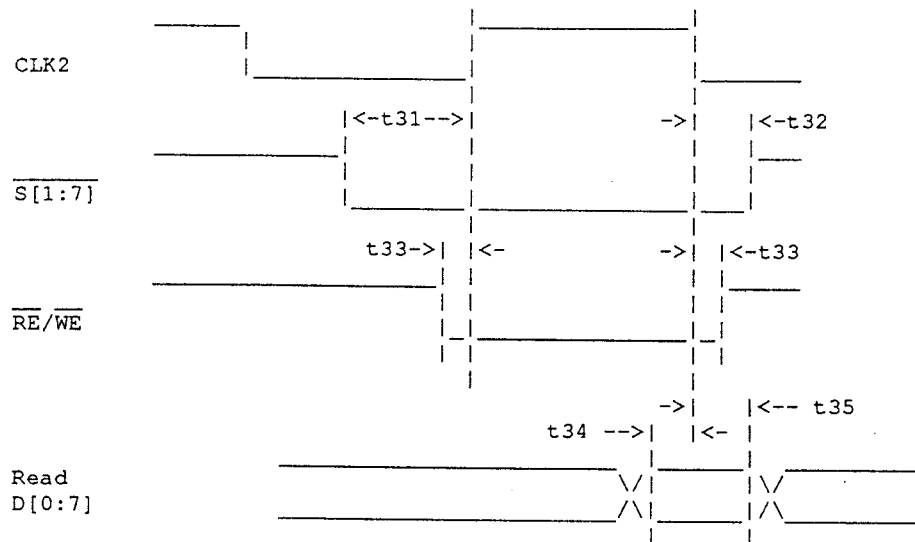 CLK2
<-t31-->
-> <-t32
S[1:7]
t33-> <- -> <-t33
RE/WE
-> <-- t35
t34 --> <-
Read
D[0:7]